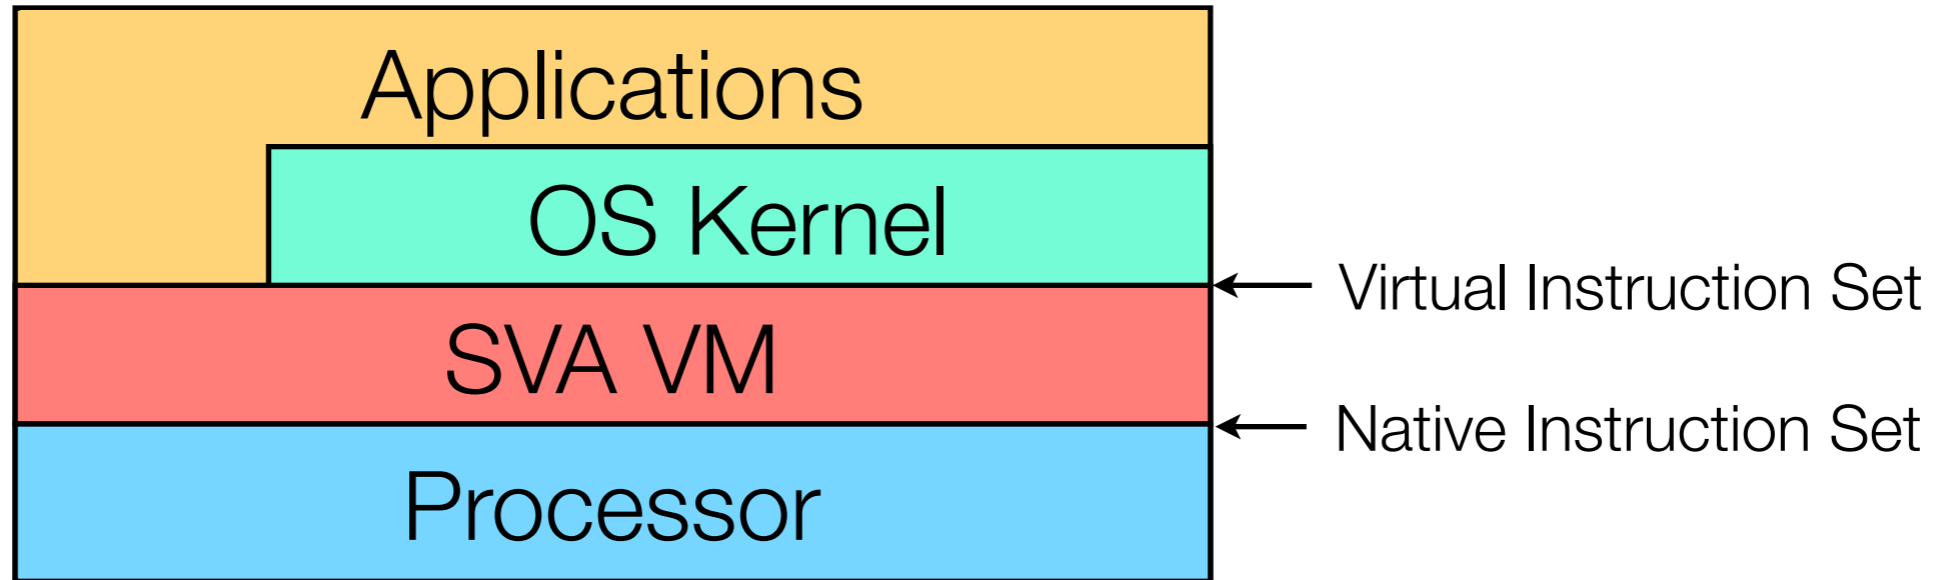 Applications
OS Kernel
Virtual Instruction Set
SVA VM
Native Instruction Set
Processor